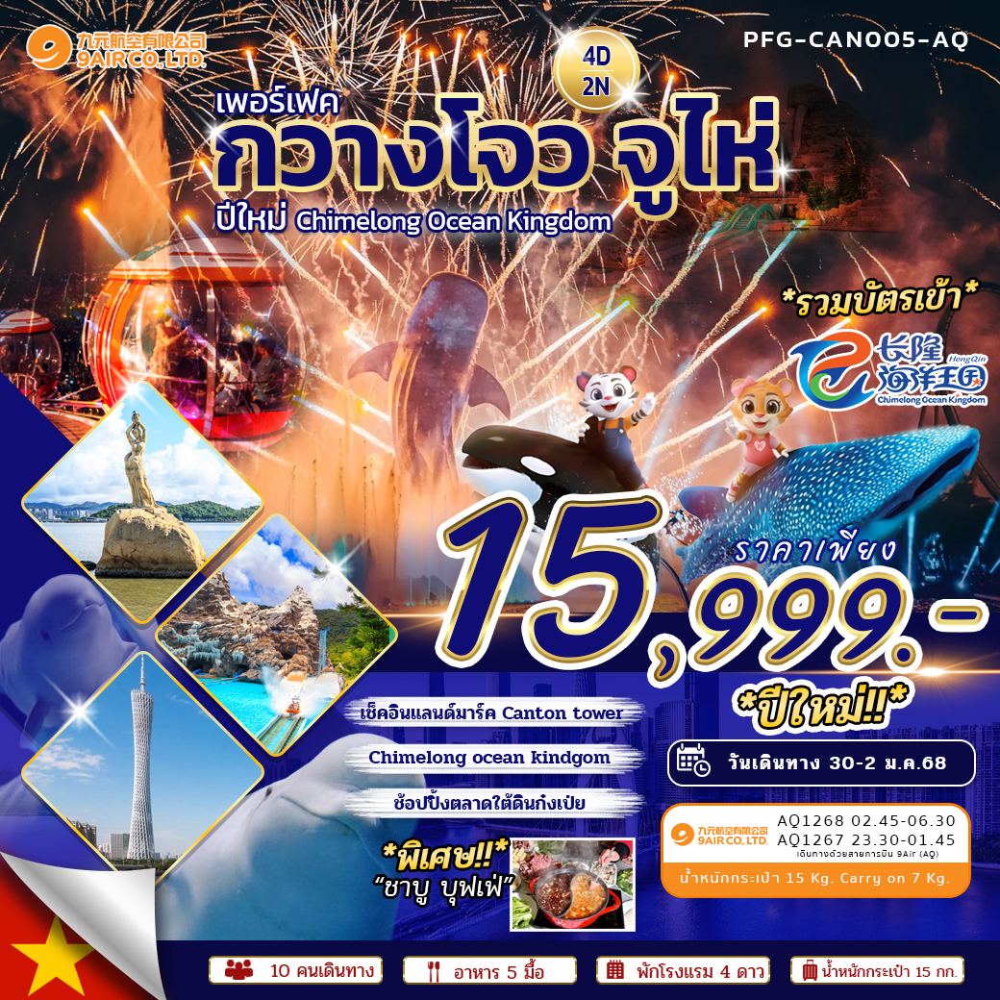 九元航空有限公司
9AIR CO. LTD.
4D
2N
PFG-CAN005-AQ
เพอร์เฟค
กวางโจว จูไห่
ปีใหม่ Chimelong Ocean Kingdom
*รวมบัตรเข้า*
长隆
HengQin
海洋王国
Chimelong Ocean Kingdom
ราคาเพียง
15,999.-
*ปีใหม่!!*
เช็คอินแลนด์มาร์ค Canton tower
Chimelong ocean kindgom
ช้อปปิ้งตลาดใต้ดินกำเป่ย
วันเดินทาง 30-2 ม.ค.68
九元航空有限公司
9AIR CO. LTD.
AQ1268 02.45-06.30
AQ1267 23.30-01.45
เดินทางด้วยสายการบิน 9Air (AQ)
น้ำหนักกระเป๋า 15 Kg. Carry on 7 Kg.
*พิเศษ!!*
“ชาบู บุฟเฟ่”
10 คนเดินทาง
อาหาร 5 มื้อ
พักโรงแรม 4 ดาว
น้ำหนักกระเป๋า 15 กก.